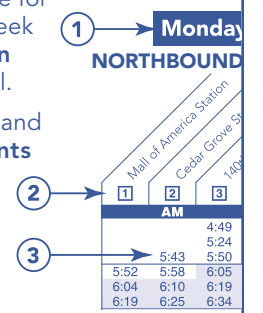 1 Monday
eek
NORTHBOUND
l.
and
nts
Mall of America Station
Cedar Grove
2
1 2 3
AM
4:49
5:24
3
5:43 5:50
5:52 5:58 6:05
6:04 6:10 6:19
6:19 6:25 6:34